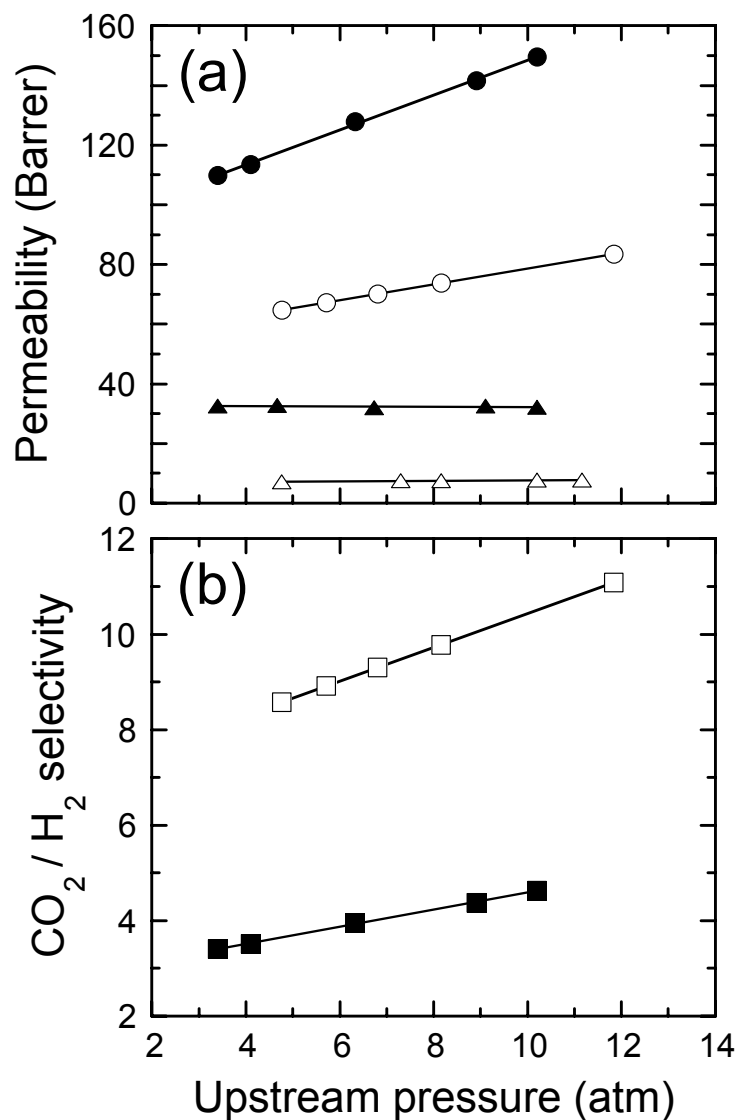 160
(a)
120
80
40
0
Permeability (Barrer)
12
(b)
10
8
6
4
2
CO₂ / H₂ selectivity
2 4 6 8 10 12 14
Upstream pressure (atm)